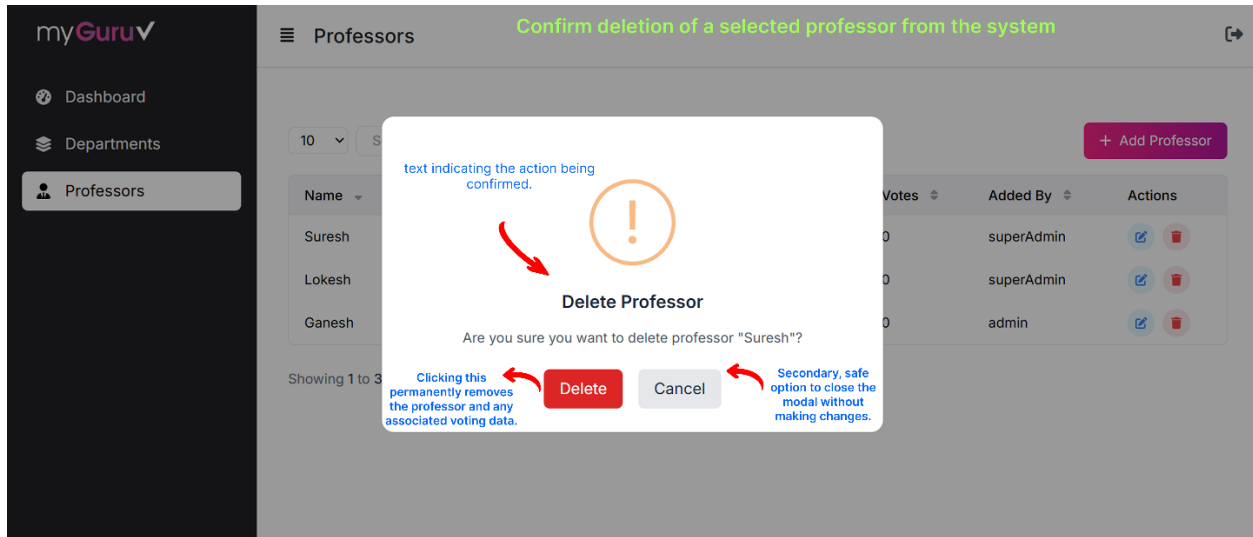 myGuruV
Professors
Confirm deletion of a selected professor from the system
Dashboard
Departments
Professors
10
+ Add Professor
Name
Votes
Added By
Actions
Suresh
0
superAdmin
Lokesh
0
superAdmin
Ganesh
0
admin
Showing 1 to 3
text indicating the action being
confirmed.
!
Delete Professor
Are you sure you want to delete professor "Suresh"?
Clicking this
permanently removes
the professor and any
associated voting data.
Delete
Cancel
Secondary, safe
option to close the
modal without
making changes.